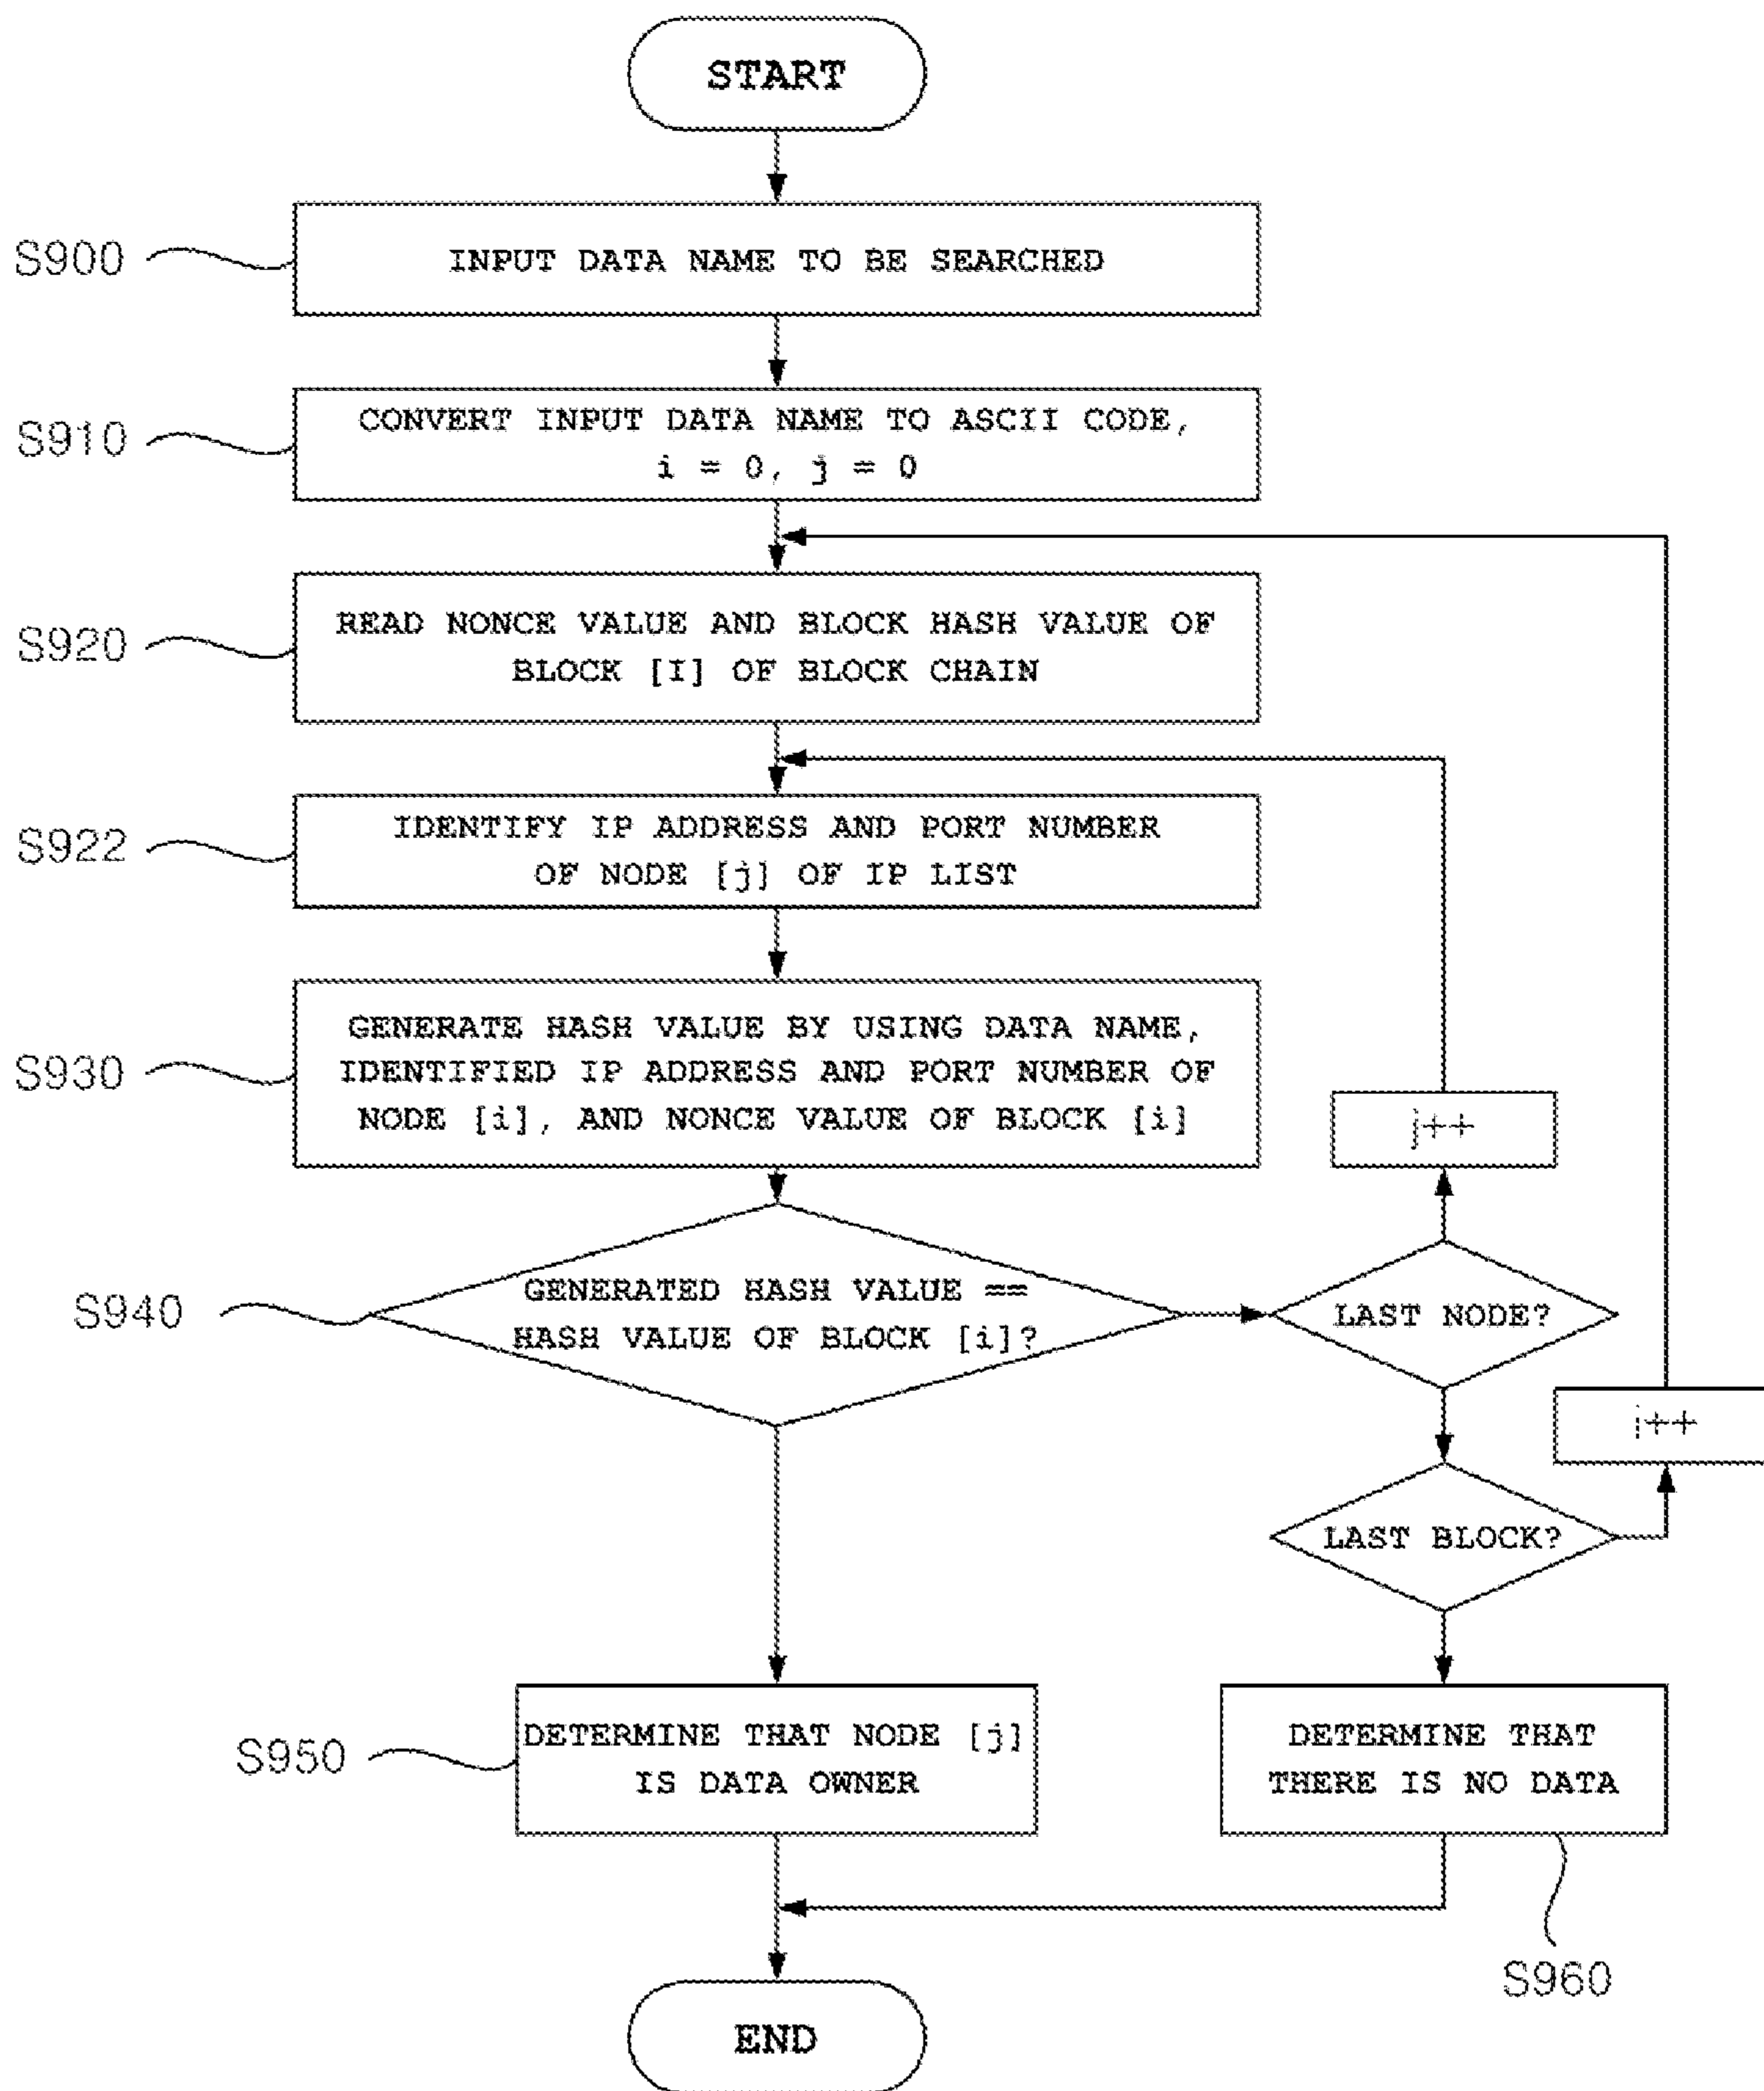 START
S900
INPUT DATA NAME TO BE SEARCHED
S910
CONVERT INPUT DATA NAME TO ASCII CODE,
i = 0, j = 0
S920
READ NONCE VALUE AND BLOCK HASH VALUE OF
BLOCK [I] OF BLOCK CHAIN
S922
IDENTIFY IP ADDRESS AND PORT NUMBER
OF NODE [j] OF IP LIST
S930
GENERATE HASH VALUE BY USING DATA NAME,
IDENTIFIED IP ADDRESS AND PORT NUMBER OF
NODE [i], AND NONCE VALUE OF BLOCK [i]
j++
S940
GENERATED HASH VALUE ==
HASH VALUE OF BLOCK [i]?
LAST NODE?
i++
LAST BLOCK?
S950
DETERMINE THAT NODE [j]
IS DATA OWNER
DETERMINE THAT
THERE IS NO DATA
S960
END